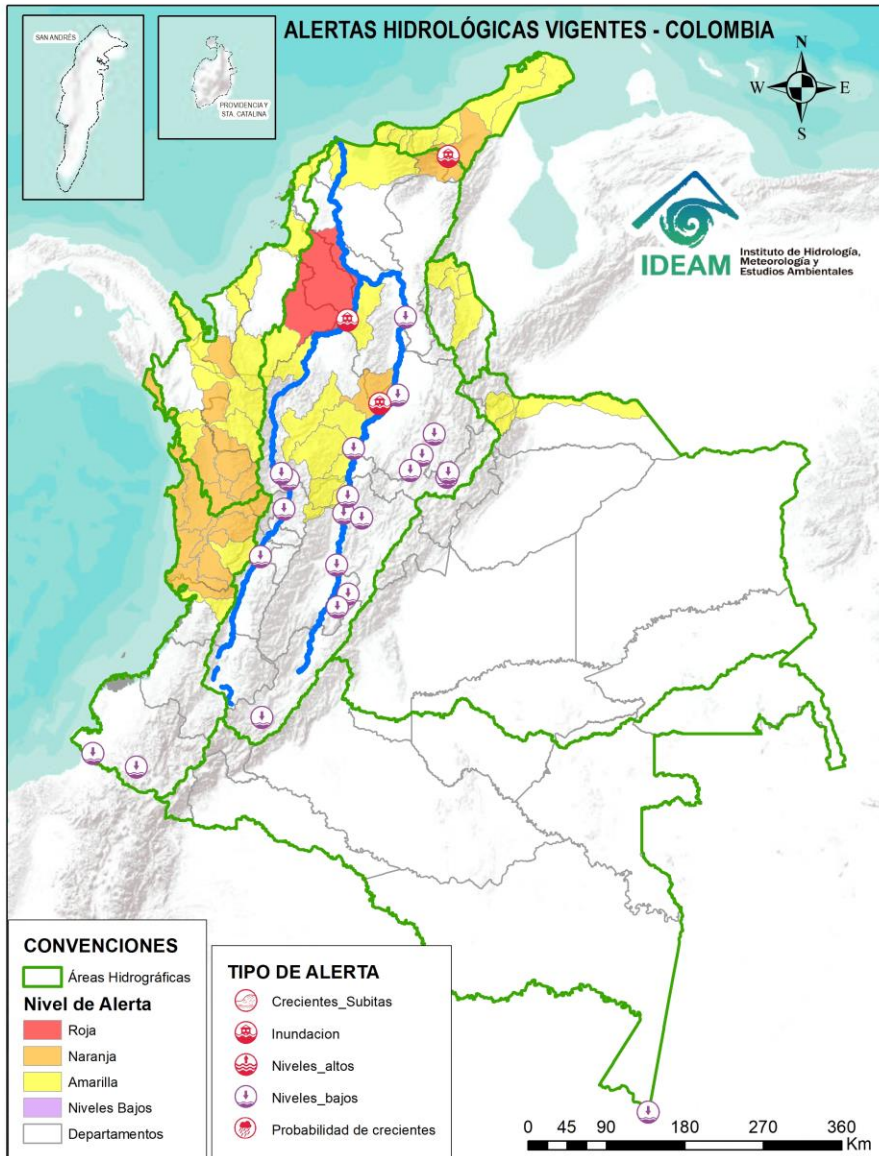 ALERTAS HIDROLÓGICAS VIGENTES - COLOMBIA
SAN ANDRÉS
PROVIDENCIA Y
STA. CATALINA
N
W
E
S
IDEAM
Instituto de Hidrología,
Meteorología y
Estudios Ambientales
CONVENCIONES
Áreas Hidrográficas
Nivel de Alerta
Roja
Naranja
Amarilla
Niveles Bajos
Departamentos
TIPO DE ALERTA
Crecientes_Subitas
Inundacion
Niveles_altos
Niveles_bajos
Probabilidad de crecientes
0 45 90 180 270 360
Km